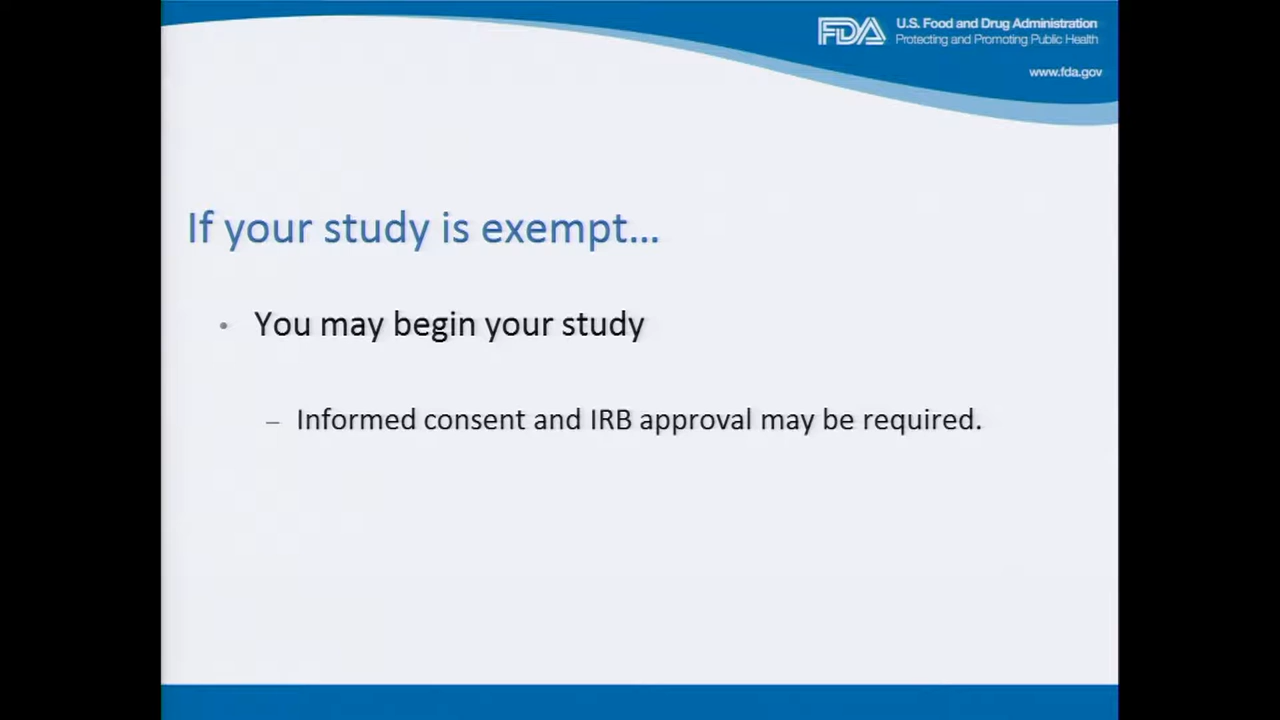 FDA U.S. Food and Drug Administration
Protecting and Promoting Public Health
www.fda.gov
If your study is exempt...
• You may begin your study
– Informed consent and IRB approval may be required.